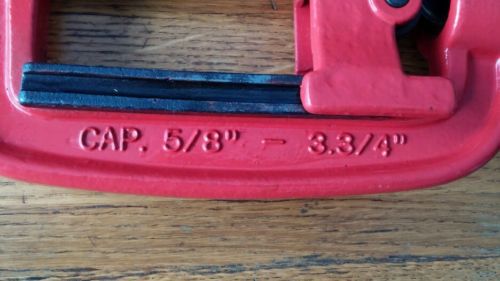 CAP. 5/8" - 3.3/4"